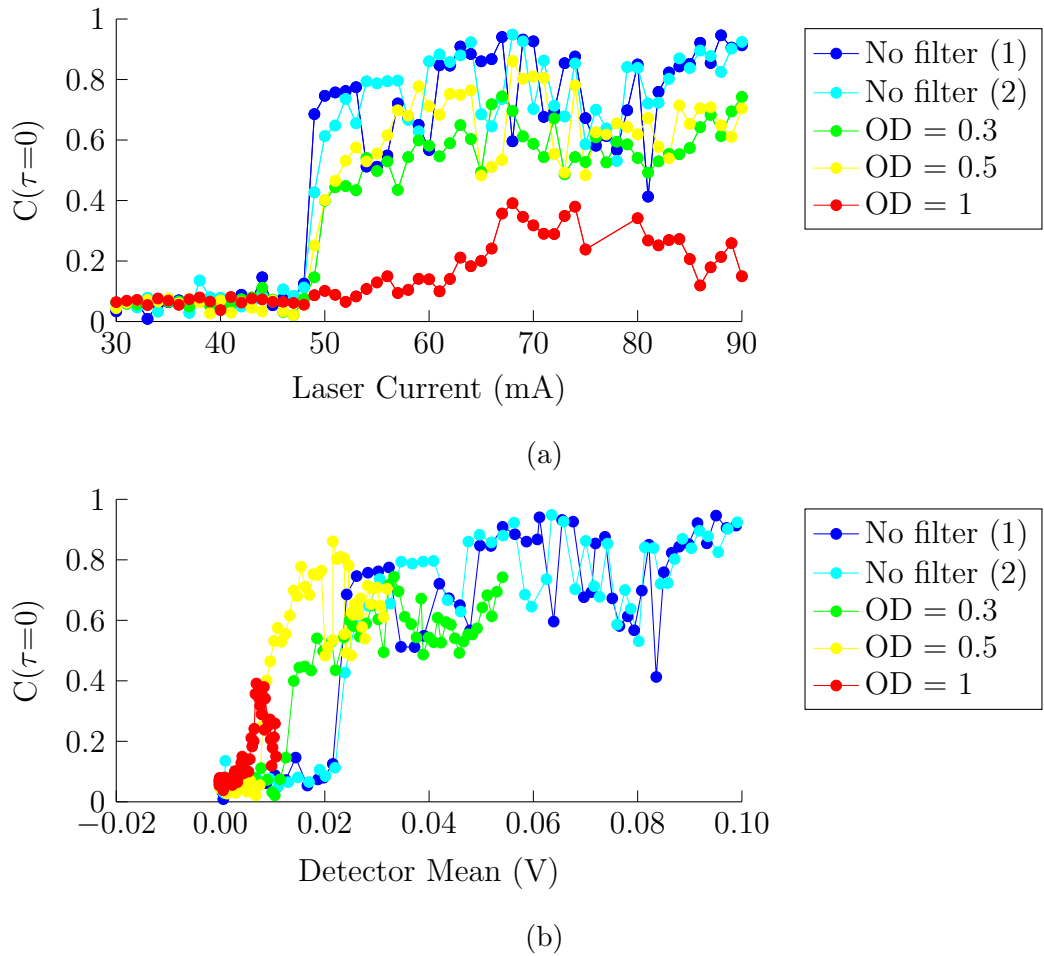 1
0.8
0.6
0.4
0.2
0
C(τ=0)
30 40 50 60 70 80 90
Laser Current (mA)
No filter (1)
No filter (2)
OD = 0.3
OD = 0.5
OD = 1
(a)
1
0.8
0.6
0.4
0.2
0
C(τ=0)
−0.02 0.00 0.02 0.04 0.06 0.08 0.10
Detector Mean (V)
No filter (1)
No filter (2)
OD = 0.3
OD = 0.5
OD = 1
(b)